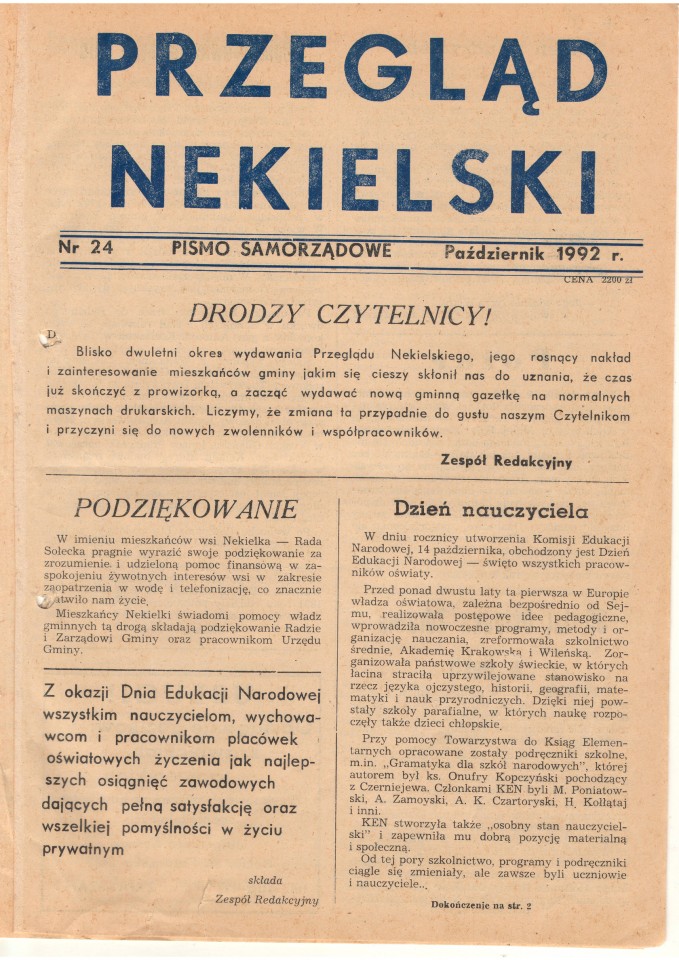 PRZEGLĄD
NEKIELSKI
Nr 24 PISMO SAMORZĄDOWE Październik 1992 r.
CENA 2200 zł
DRODZY CZYTELNICY!
D
Blisko dwuletni okres wydawania Przeglądu Nekielskiego, jego rosnący nakład
i zainteresowanie mieszkańców gminy jakim się cieszy skłonił nas do uznania, że czas
już skończyć z prowizorką, a zacząć wydawać nową gminną gazetkę na normalnych
maszynach drukarskich. Liczymy, że zmiana ta przypadnie do gustu naszym Czytelnikom
i przyczyni się do nowych zwolenników i współpracowników.
Zespół Redakcyjny
PODZIĘKOWANIE
W imieniu mieszkańców wsi Nekielka — Rada
Sołecka pragnie wyrazić swoje podziękowanie za
zrozumienie i udzieloną pomoc finansową w za-
spokojeniu żywotnych interesów wsi w zakresie
zaopatrzenia w wodę i telefonizację, co znacznie
atwiło nam życie.
Mieszkańcy Nekielki świadomi pomocy władz
gminnych tą drogą składają podziękowanie Radzie
i Zarządowi Gminy oraz pracownikom Urzędu
Gminy.
Z okazji Dnia Edukacji Narodowej
wszystkim nauczycielom, wychowa-
wcom i pracownikom placówek
oświatowych życzenia jak najlep-
szych osiągnięć zawodowych
dających pełną satysfakcję oraz
wszelkiej pomyślności w życiu
prywatnym
składa
Zespół Redakcyjny
Dzień nauczyciela
W dniu rocznicy utworzenia Komisji Edukacji
Narodowej, 14 października, obchodzony jest Dzień
Edukacji Narodowej — święto wszystkich pracow-
ników oświaty.
Przed ponad dwustu laty ta pierwsza w Europie
władza oświatowa, zależna bezpośrednio od Sej-
mu, realizowała postępowe idee pedagogiczne,
wprowadziła nowoczesne programy, metody i or-
ganizację nauczania, zreformowała szkolnictwo
średnie, Akademię Krakowską i Wileńską. Zor-
ganizowała państwowe szkoły świeckie, w których
łacina straciła uprzywilejowane stanowisko na
rzecz języka ojczystego, historii, geografii, mate-
matyki i nauk przyrodniczych. Dzięki niej pow-
stały szkoły parafialne, w których naukę rozpo-
częły także dzieci chłopskie.
Przy pomocy Towarzystwa do Ksiąg Elemen-
tarnych opracowane zostały podręczniki szkolne,
m.in. „Gramatyka dla szkół narodowych", której
autorem był ks. Onufry Kopczyński pochodzący
z Czerniejewa. Członkami KEN byli M. Poniatow-
ski, A. Zamoyski, A. K. Czartoryski, H. Kołłątaj
i inni.
KEN stworzyła także „osobny stan nauczyciel-
ski" i zapewniła mu dobrą pozycję materialną
i społeczną.
Od tej pory szkolnictwo, programy i podręczniki
ciągle się zmieniały, ale zawsze byli uczniowie
i nauczyciele...
Dokończenie na str. 2